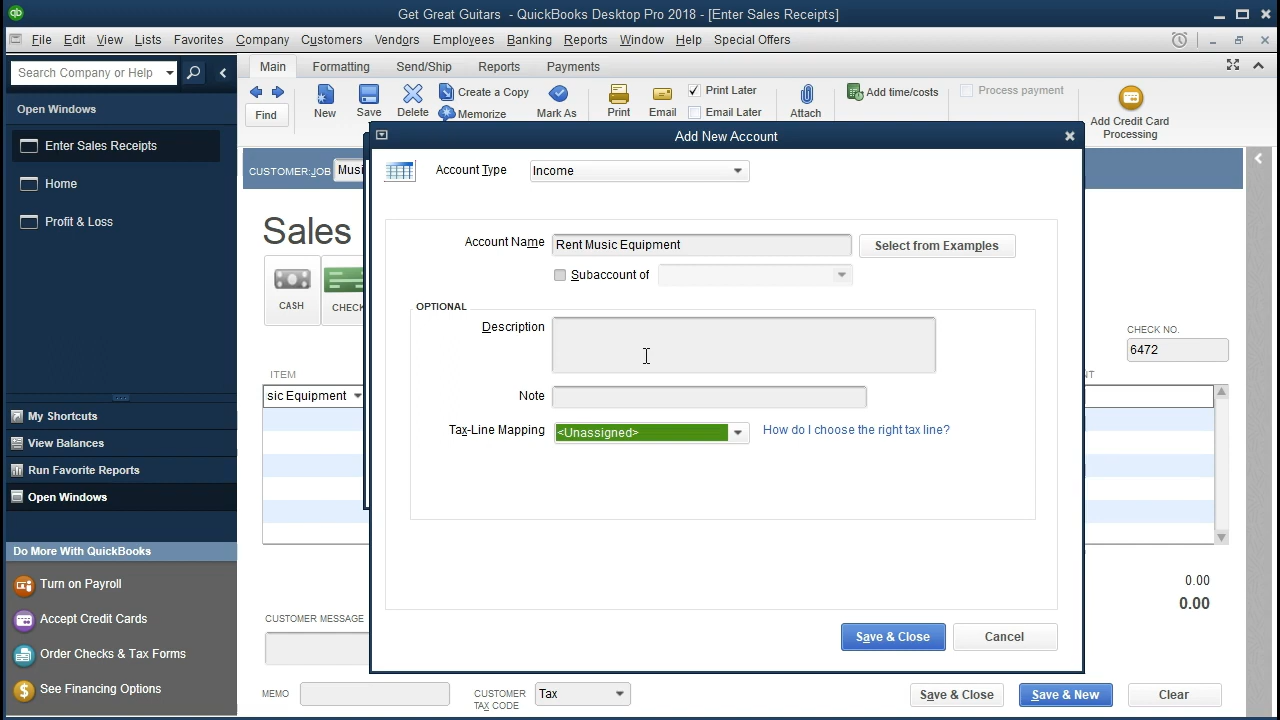 Get Great Guitars - QuickBooks Desktop Pro 2018 - [Enter Sales Receipts]
File Edit View Lists Favorites Company Customers Vendors Employees Banking Reports Window Help Special Offers
Search Company or Help
Main Formatting Send/Ship Reports Payments
Find New Save Delete Create a Copy Memorize Mark As Print Email Print Later Email Later Attach Add time/costs Process payment Add Credit Card Processing
Open Windows
Enter Sales Receipts
Home
Profit & Loss
My Shortcuts
View Balances
Run Favorite Reports
Open Windows
Do More With QuickBooks
Turn on Payroll
Accept Credit Cards
Order Checks & Tax Forms
See Financing Options
CUSTOMER:JOB Musi
Sales
CASH CHECK
CHECK NO.
6472
ITEM
sic Equipment
NT
0.00
0.00
CUSTOMER MESSAGE
MEMO
CUSTOMER TAX CODE Tax
Save & Close Save & New Clear
Add New Account
Account Type Income
Account Name Rent Music Equipment Select from Examples
Subaccount of
OPTIONAL
Description
Note
Tax-Line Mapping <Unassigned> How do I choose the right tax line?
Save & Close Cancel